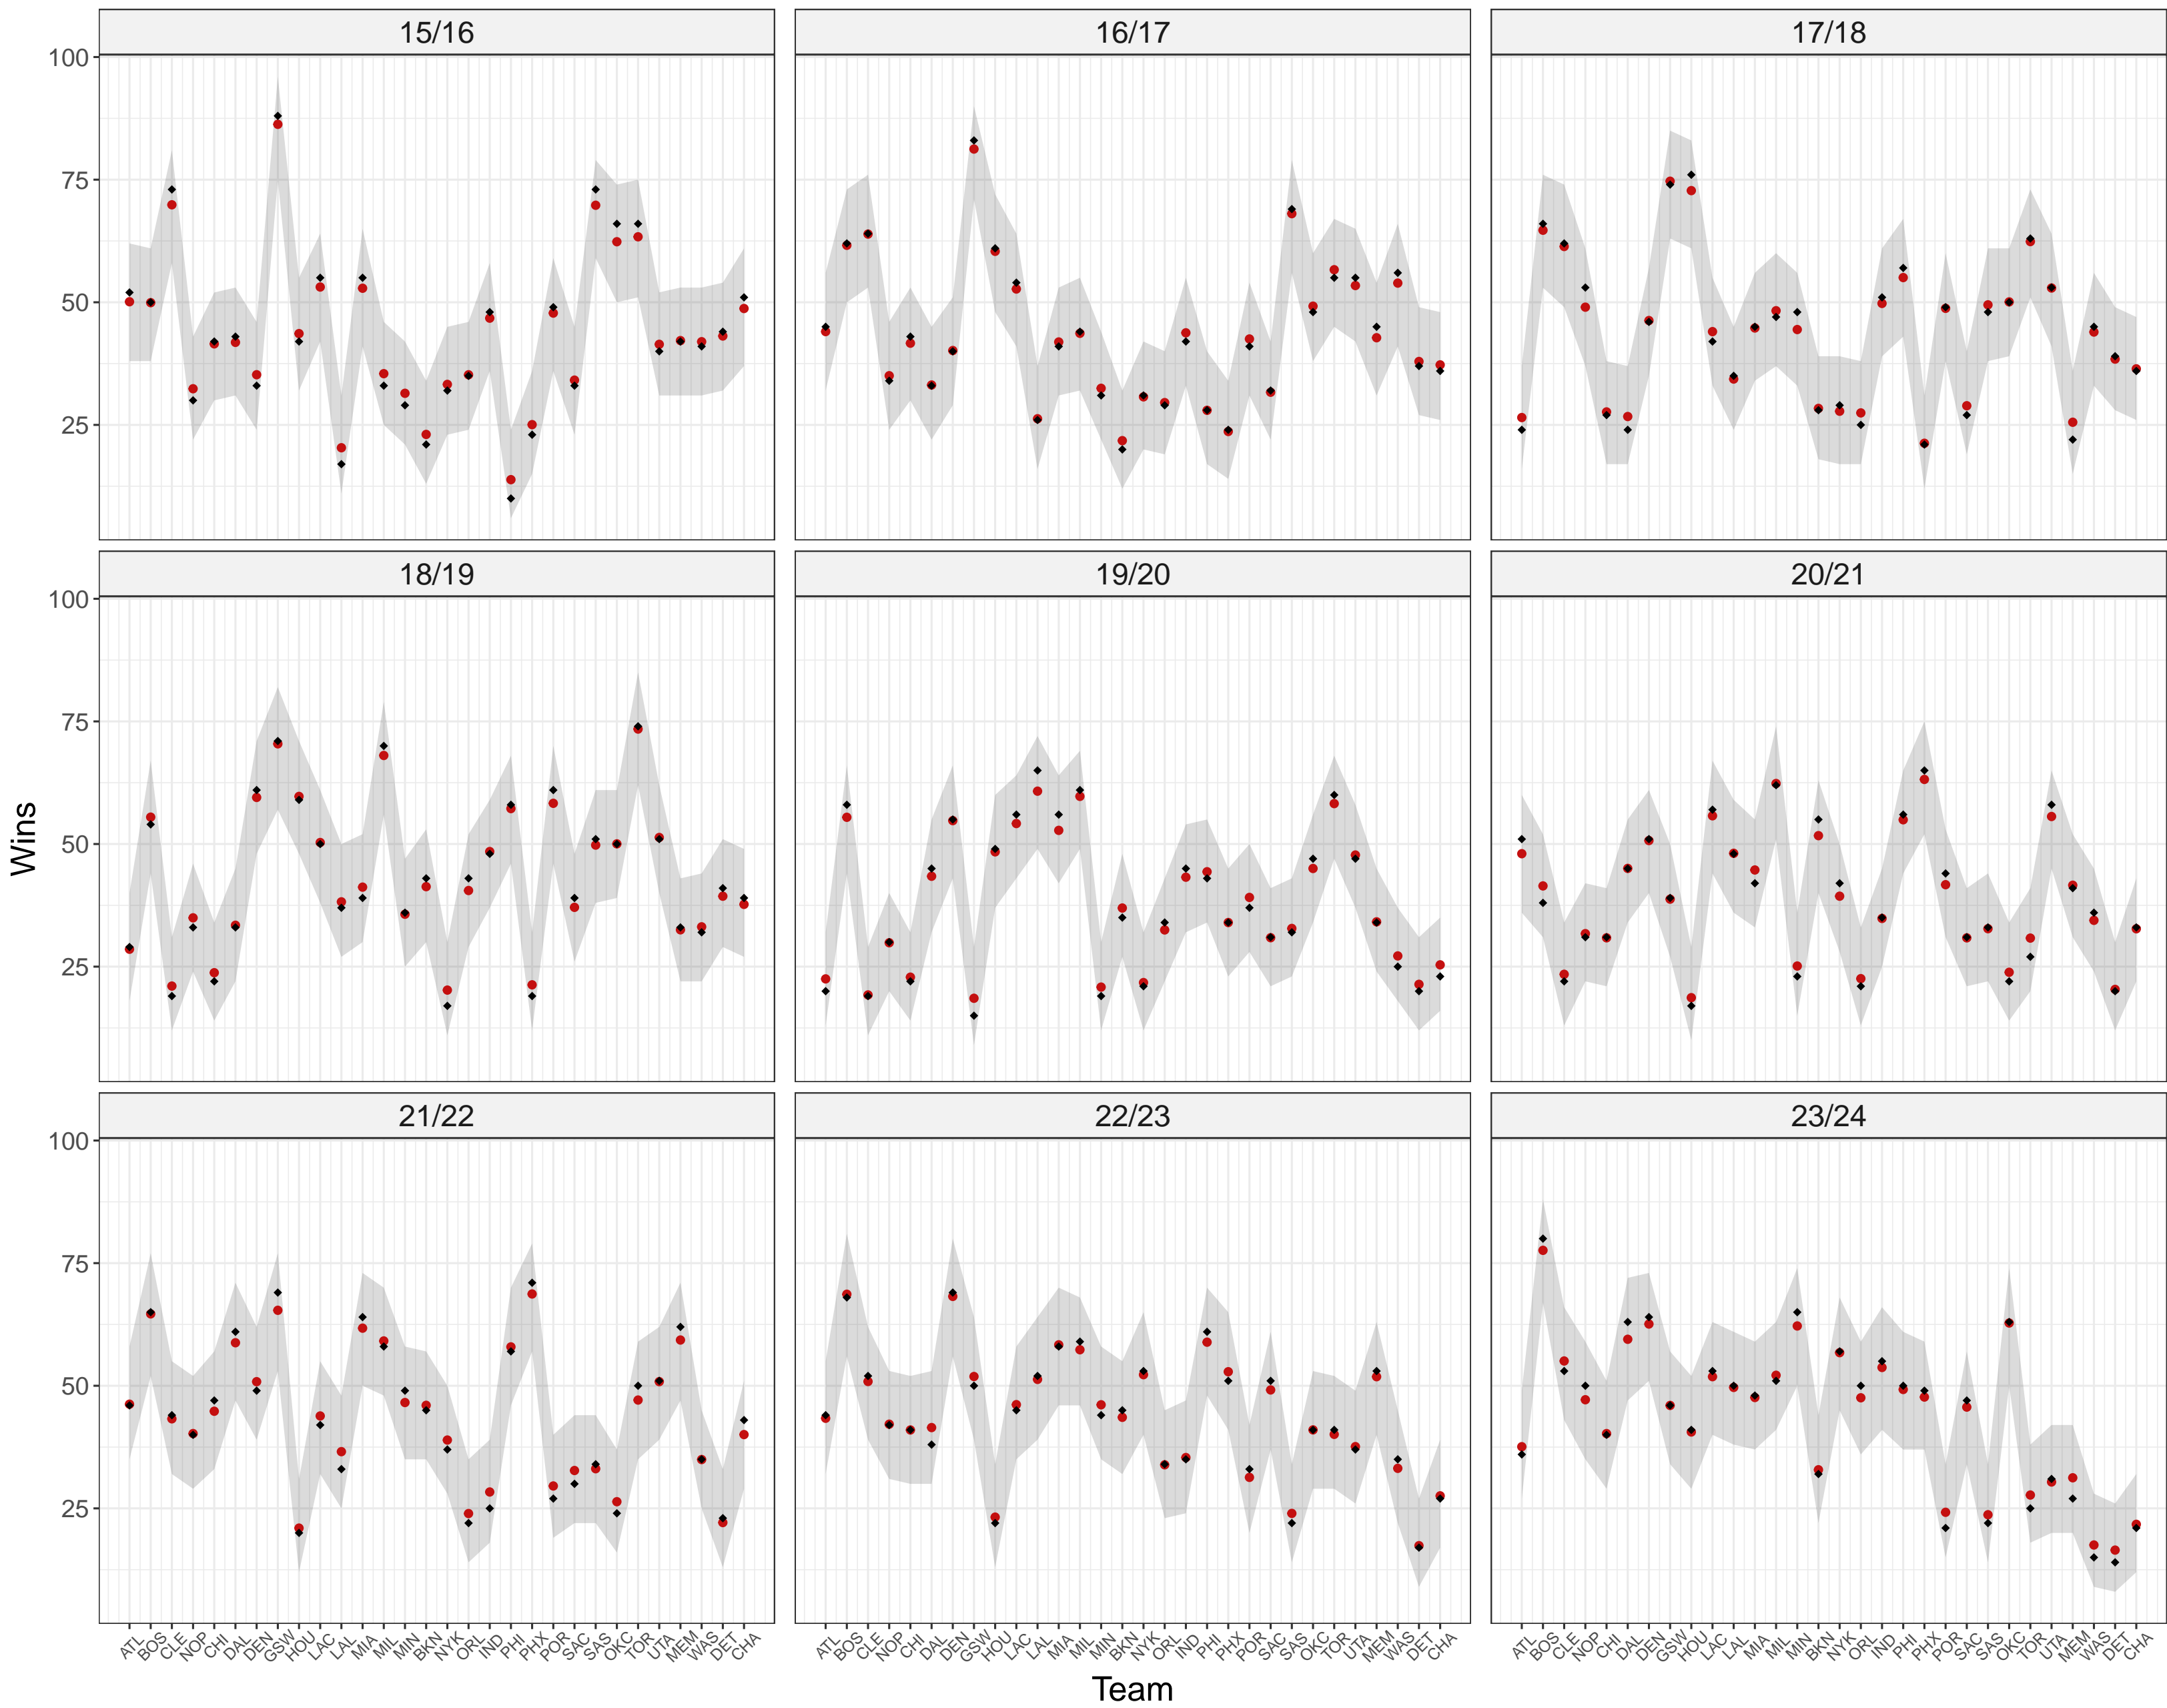 15/16 16/17 17/18
100
75
50
25
18/19 19/20 20/21
100
75
50
25
21/22 22/23 23/24
100
75
50
25
ATL BOS CLE NOP CHI DAL DEN GSW HOU LAC LAL MIA MIL MIN BKN NYK ORL IND PHI PHX POR SAC SAS OKC TOR UTA MEM WAS DET CHA
ATL BOS CLE NOP CHI DAL DEN GSW HOU LAC LAL MIA MIL MIN BKN NYK ORL IND PHI PHX POR SAC SAS OKC TOR UTA MEM WAS DET CHA
ATL BOS CLE NOP CHI DAL DEN GSW HOU LAC LAL MIA MIL MIN BKN NYK ORL IND PHI PHX POR SAC SAS OKC TOR UTA MEM WAS DET CHA
Wins
Team